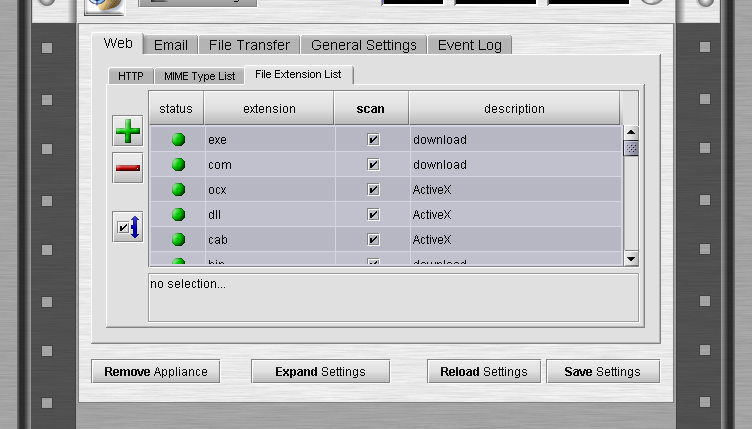 Web Email File Transfer General Settings Event Log
HTTP MIME Type List File Extension List
status extension scan description
exe download
com download
ocx ActiveX
dll ActiveX
cab ActiveX
no selection...
Remove Appliance Expand Settings Reload Settings Save Settings